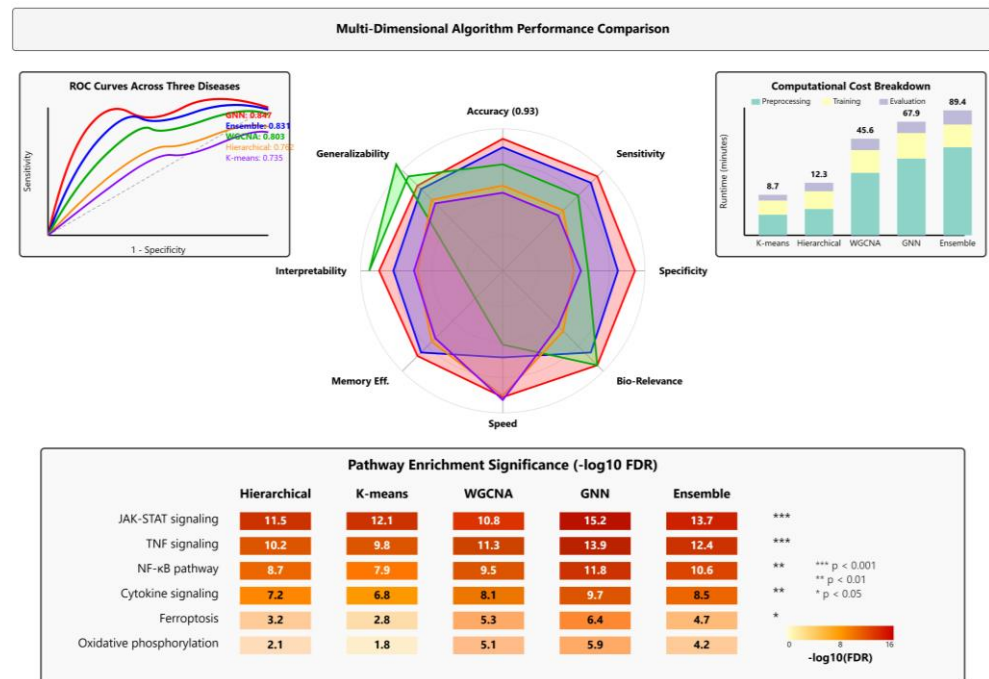 Multi-Dimensional Algorithm Performance Comparison
ROC Curves Across Three Diseases
GNN: 0.847
Ensemble: 0.831
WGCNA: 0.803
Hierarchical: 0.762
K-means: 0.735
Sensitivity
1 - Specificity
Accuracy (0.93)
Generalizability
Sensitivity
Interpretability
Specificity
Memory Eff.
Bio-Relevance
Speed
Computational Cost Breakdown
Preprocessing Training Evaluation
Runtime (minutes)
8.7 12.3 45.6 67.9 89.4
K-means Hierarchical WGCNA GNN Ensemble
Pathway Enrichment Significance (-log10 FDR)
Hierarchical K-means WGCNA GNN Ensemble
JAK-STAT signaling 11.5 12.1 10.8 15.2 13.7 ***
TNF signaling 10.2 9.8 11.3 13.9 12.4 ***
NF-κB pathway 8.7 7.9 9.5 11.8 10.6 **
Cytokine signaling 7.2 6.8 8.1 9.7 8.5 **
Ferroptosis 3.2 2.8 5.3 6.4 4.7 *
Oxidative phosphorylation 2.1 1.8 5.1 5.9 4.2
*** p < 0.001
** p < 0.01
* p < 0.05
0 8 16
-log10(FDR)